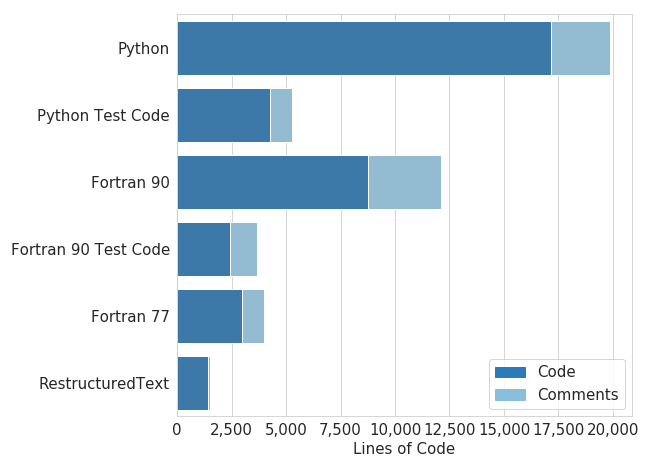 Python
Python Test Code
Fortran 90
Fortran 90 Test Code
Fortran 77
RestructuredText
Code
Comments
0 2,500 5,000 7,500 10,000 12,500 15,000 17,500 20,000
Lines of Code